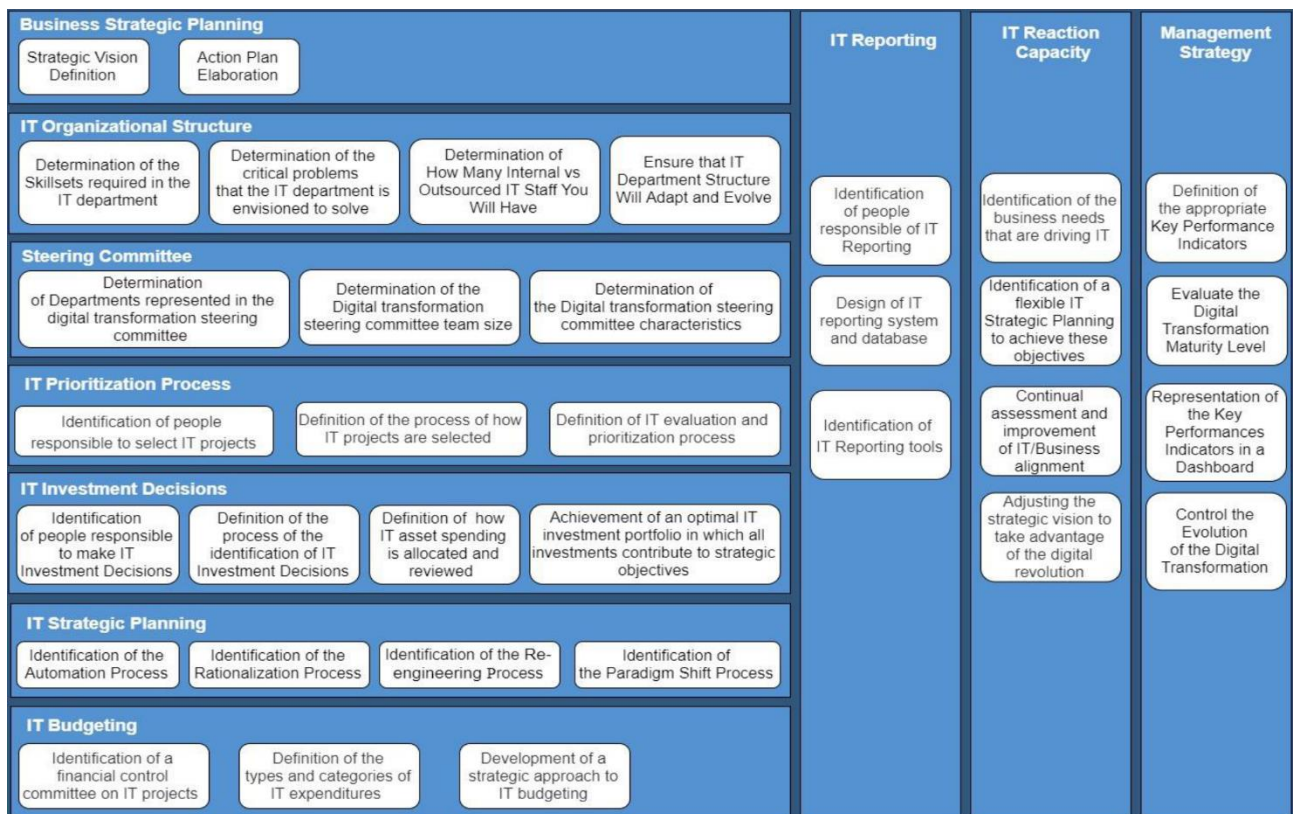 Business Strategic Planning
Strategic Vision
Definition
Action Plan
Elaboration
IT Organizational Structure
Determination of the
Skillsets required in the
IT department
Determination of the
critical problems
that the IT department is
envisioned to solve
Determination of
How Many Internal vs
Outsourced IT Staff You
Will Have
Ensure that IT
Department Structure
Will Adapt and Evolve
Steering Committee
Determination
of Departments represented in the
digital transformation steering
committee
Determination of the
Digital transformation
steering committee team size
Determination of
the Digital transformation steering
committee characteristics
IT Prioritization Process
Identification of people
responsible to select IT projects
Definition of the process of how
IT projects are selected
Definition of IT evaluation and
prioritization process
IT Investment Decisions
Identification
of people responsible
to make IT
Investment Decisions
Definition of the
process of the
identification of IT
Investment Decisions
Definition of how
IT asset spending
is allocated and
reviewed
Achievement of an optimal IT
investment portfolio in which all
investments contribute to strategic
objectives
IT Strategic Planning
Identification of the
Automation Process
Identification of the
Rationalization Process
Identification of the Re-
engineering Process
Identification of
the Paradigm Shift Process
IT Budgeting
Identification of a
financial control
committee on IT projects
Definition of the
types and categories of
IT expenditures
Development of a
strategic approach to
IT budgeting
IT Reporting
Identification
of people
responsible of IT
Reporting
Design of IT
reporting system
and database
Identification of
IT Reporting tools
IT Reaction
Capacity
Identification of the
business needs
that are driving IT
Identification of a
flexible IT
Strategic Planning
to achieve these
objectives
Continual
assessment and
improvement
of IT/Business
alignment
Adjusting the
strategic vision to
take advantage
of the digital
revolution
Management
Strategy
Definition of
the appropriate
Key Performance
Indicators
Evaluate the
Digital
Transformation
Maturity Level
Representation of
the Key
Performances
Indicators in a
Dashboard
Control the
Evolution
of the Digital
Transformation